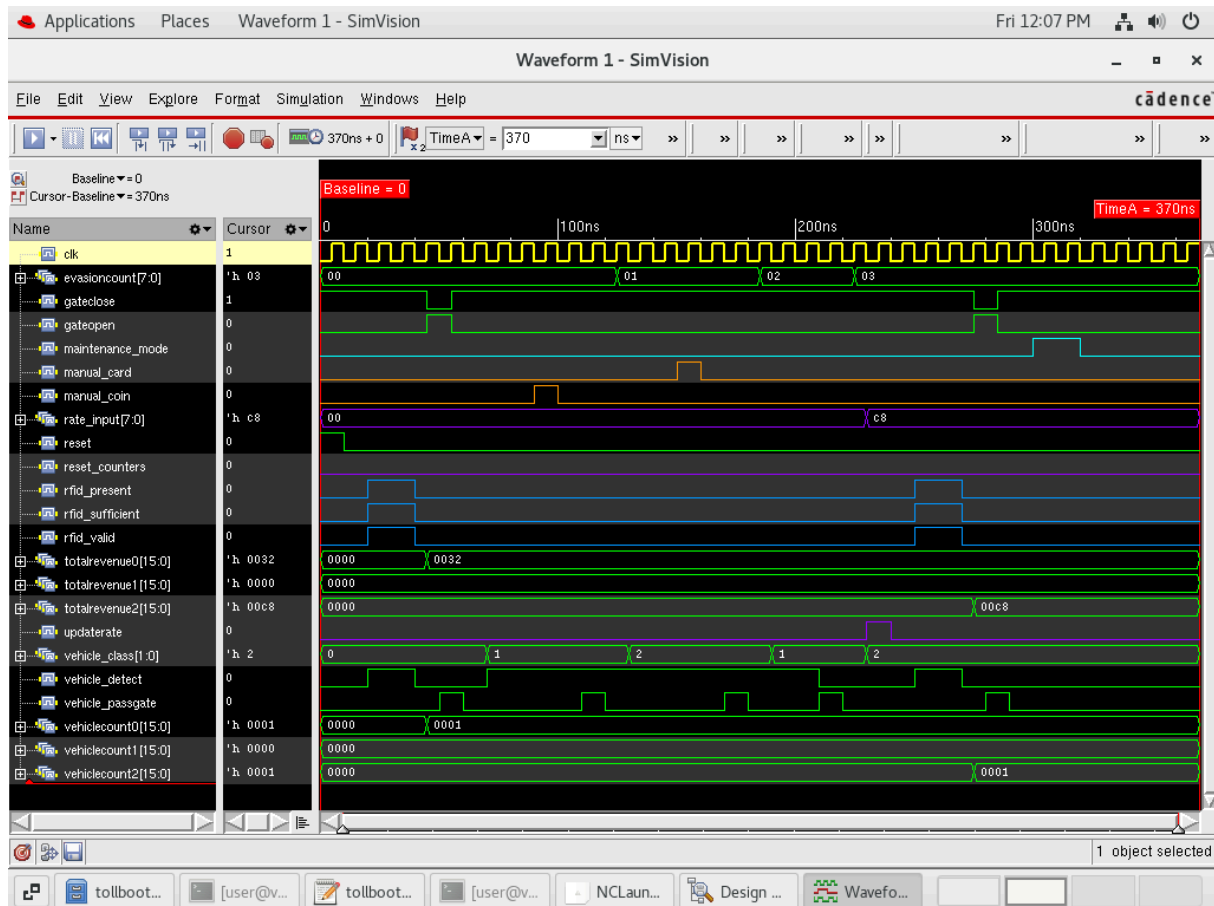 Applications Places Waveform 1 - SimVision Fri 12:07 PM
Waveform 1 - SimVision
File Edit View Explore Format Simulation Windows Help cādence
370ns + 0 x2 TimeA = 370 ns » » » » » » » »
Baseline = 0
Cursor-Baseline = 370ns
Baseline = 0
TimeA = 370ns
Name Cursor 0 100ns 200ns 300ns
clk 1
evasioncount[7:0] 'h 03 00 01 02 03
gateclose 1
gateopen 0
maintenance_mode 0
manual_card 0
manual_coin 0
rate_input[7:0] 'h c8 00 c8
reset 0
reset_counters 0
rfid_present 0
rfid_sufficient 0
rfid_valid 0
totalrevenue0[15:0] 'h 0032 0000 0032
totalrevenue1[15:0] 'h 0000 0000
totalrevenue2[15:0] 'h 00c8 0000 00c8
updaterate 0
vehicle_class[1:0] 'h 2 0 1 2 1 2
vehicle_detect 0
vehicle_passgate 0
vehiclecount0[15:0] 'h 0001 0000 0001
vehiclecount1[15:0] 'h 0000 0000
vehiclecount2[15:0] 'h 0001 0000 0001
1 object selected
tollboot... [user@v... tollboot... [user@v... NCLaun... Design ... Wavefo...